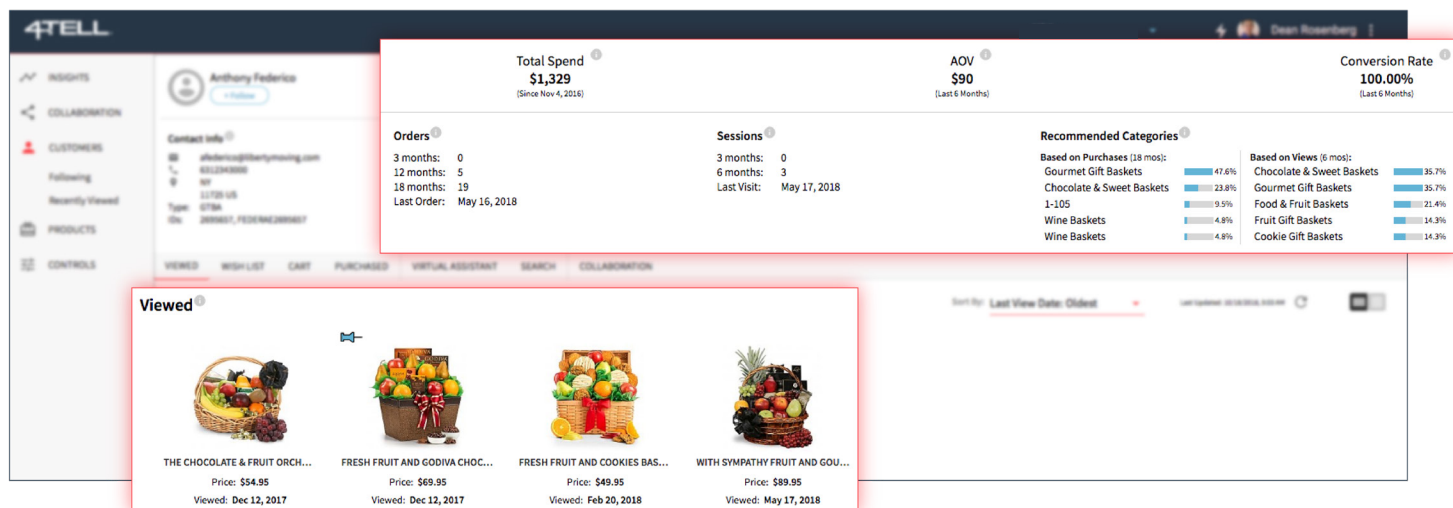 4TELL
Dean Rosenberg
INSIGHTS
COLLABORATION
CUSTOMERS
Following
Recently Viewed
PRODUCTS
CONTROLS
Anthony Federico
+ Follow
Contact Info
afederico@libertymoving.com
6312343000
NY
11725 US
Type: GTBA
IDs: 2695657, FEDERAE2695657
Total Spend
$1,329
(Since Nov 4, 2016)
AOV
$90
(Last 6 Months)
Conversion Rate
100.00%
(Last 6 Months)
Orders
3 months: 0
12 months: 5
18 months: 19
Last Order: May 16, 2018
Sessions
3 months: 0
6 months: 3
Last Visit: May 17, 2018
Recommended Categories
Based on Purchases (18 mos):
Gourmet Gift Baskets 47.6%
Chocolate & Sweet Baskets 23.8%
1-105 9.5%
Wine Baskets 4.8%
Wine Baskets 4.8%
Based on Views (6 mos):
Chocolate & Sweet Baskets 35.7%
Gourmet Gift Baskets 35.7%
Food & Fruit Baskets 21.4%
Fruit Gift Baskets 14.3%
Cookie Gift Baskets 14.3%
VIEWED WISH LIST CART PURCHASED VIRTUAL ASSISTANT SEARCH COLLABORATION
Sort By: Last View Date: Oldest
Viewed
THE CHOCOLATE & FRUIT ORCH...
Price: $54.95
Viewed: Dec 12, 2017
FRESH FRUIT AND GODIVA CHOC...
Price: $69.95
Viewed: Dec 12, 2017
FRESH FRUIT AND COOKIES BAS...
Price: $49.95
Viewed: Feb 20, 2018
WITH SYMPATHY FRUIT AND GOU...
Price: $89.95
Viewed: May 17, 2018